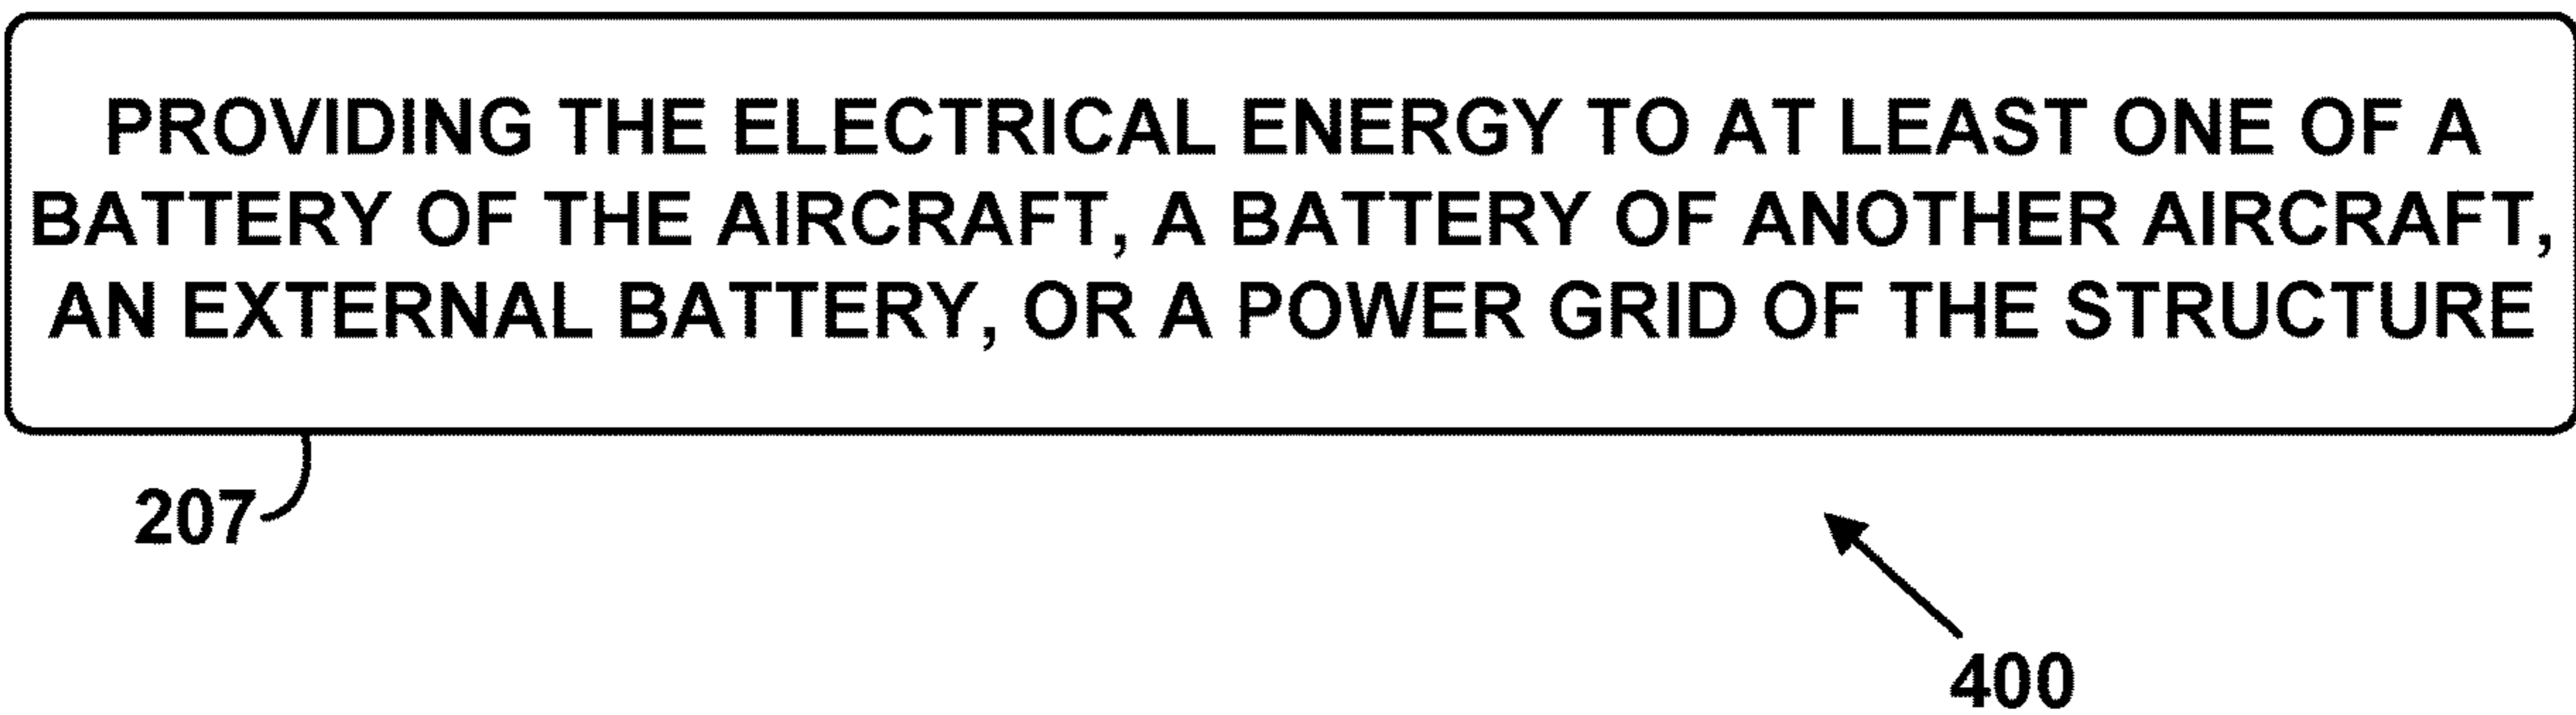 PROVIDING THE ELECTRICAL ENERGY TO AT LEAST ONE OF A
BATTERY OF THE AIRCRAFT, A BATTERY OF ANOTHER AIRCRAFT,
AN EXTERNAL BATTERY, OR A POWER GRID OF THE STRUCTURE
207
400